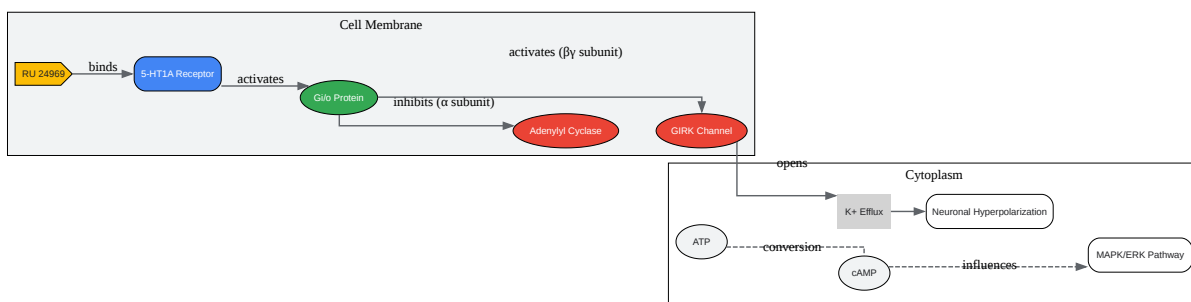 Cell Membrane
activates (βγ subunit)
RU 24969
binds
5-HT1A Receptor
activates
Gi/o Protein
inhibits (α subunit)
Adenylyl Cyclase
GIRK Channel
opens
Cytoplasm
K+ Efflux
Neuronal Hyperpolarization
ATP
conversion
cAMP
influences
MAPK/ERK Pathway